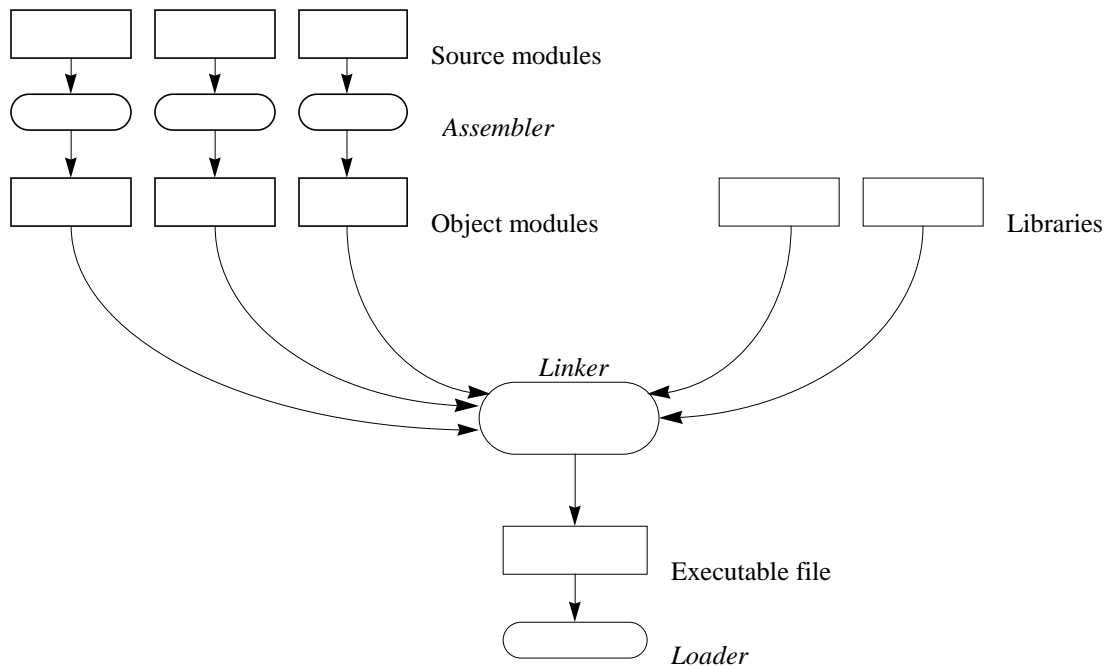 Source modules
Assembler
Object modules
Libraries
Linker
Executable file
Loader